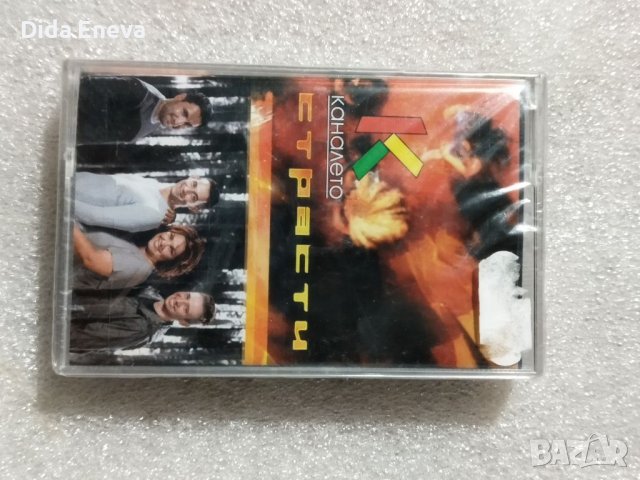 Dida Eneva
каналето
страсти
BAZAR